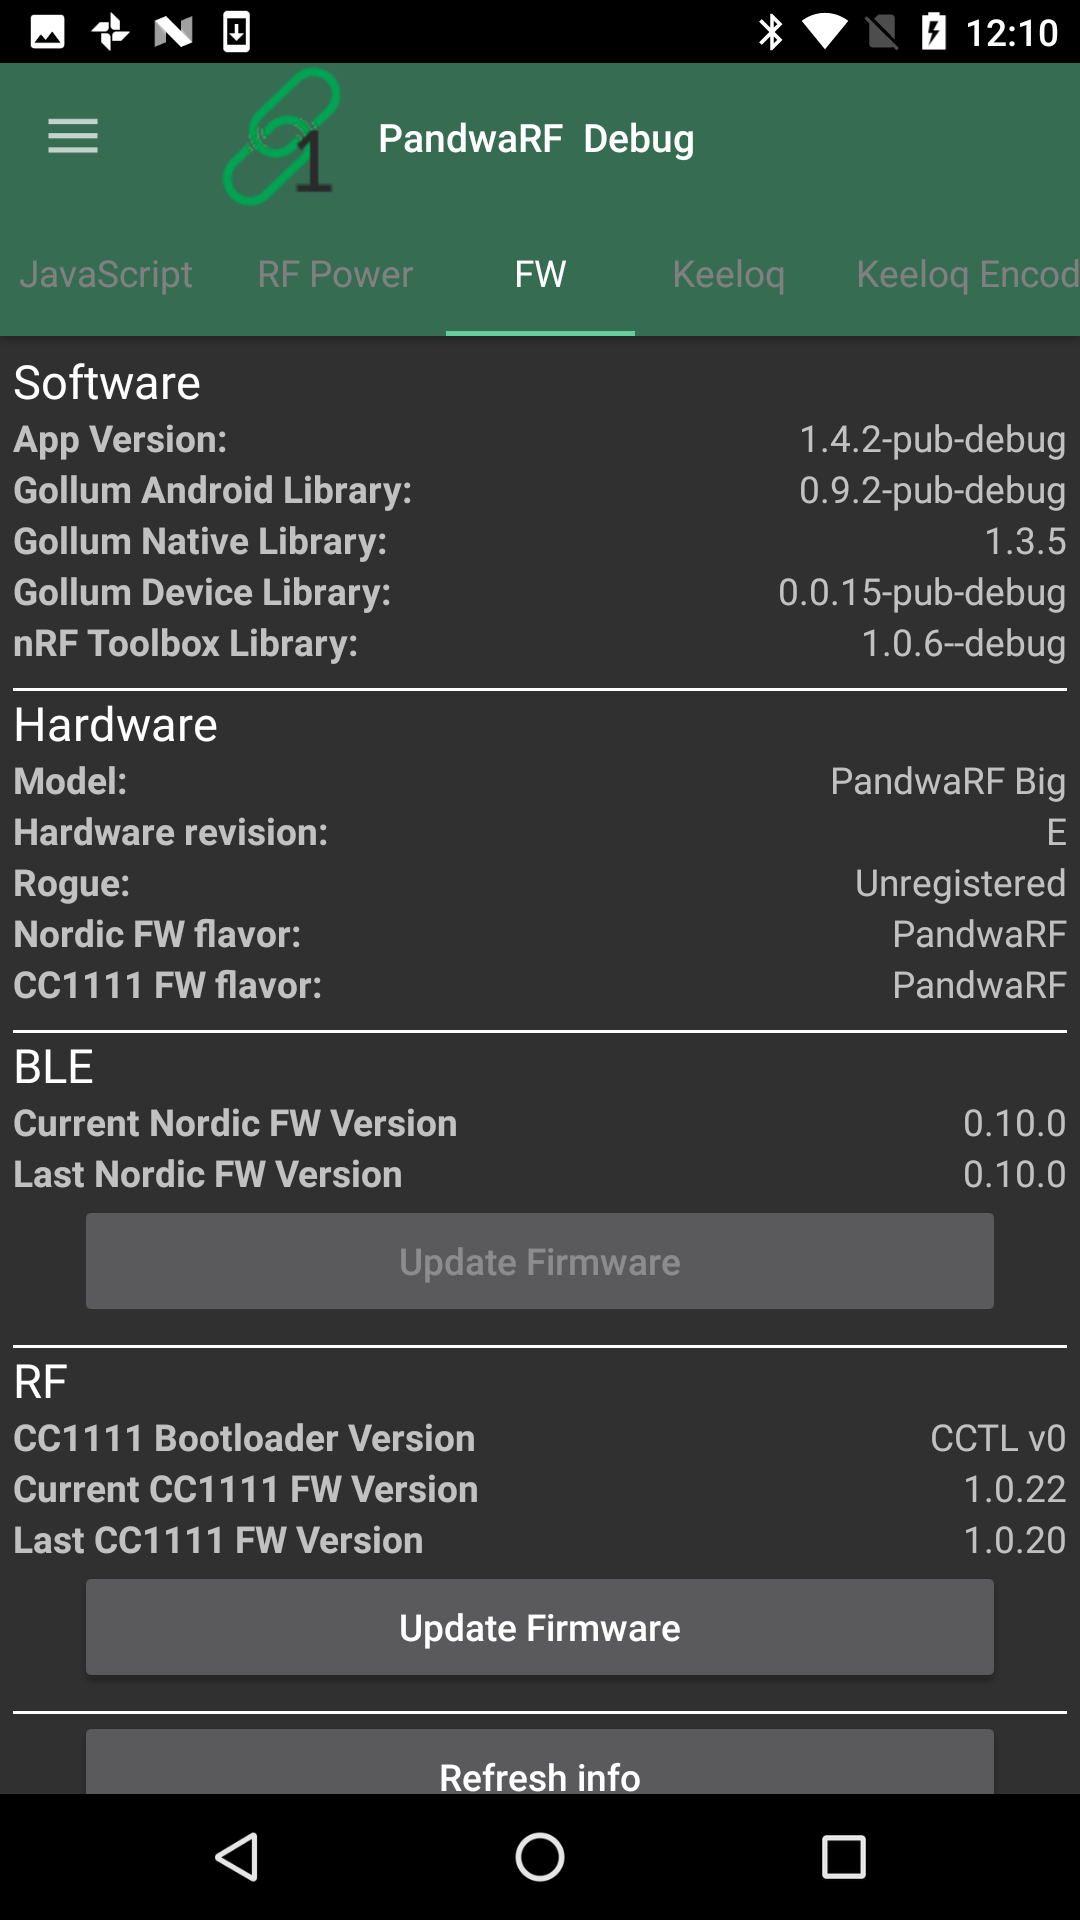 12:10
1
PandwaRF Debug
JavaScript RF Power FW Keeloq Keeloq Encod
Software
App Version: 1.4.2-pub-debug
Gollum Android Library: 0.9.2-pub-debug
Gollum Native Library: 1.3.5
Gollum Device Library: 0.0.15-pub-debug
nRF Toolbox Library: 1.0.6--debug
Hardware
Model: PandwaRF Big
Hardware revision: E
Rogue: Unregistered
Nordic FW flavor: PandwaRF
CC1111 FW flavor: PandwaRF
BLE
Current Nordic FW Version 0.10.0
Last Nordic FW Version 0.10.0
Update Firmware
RF
CC1111 Bootloader Version CCTL v0
Current CC1111 FW Version 1.0.22
Last CC1111 FW Version 1.0.20
Update Firmware
Refresh info